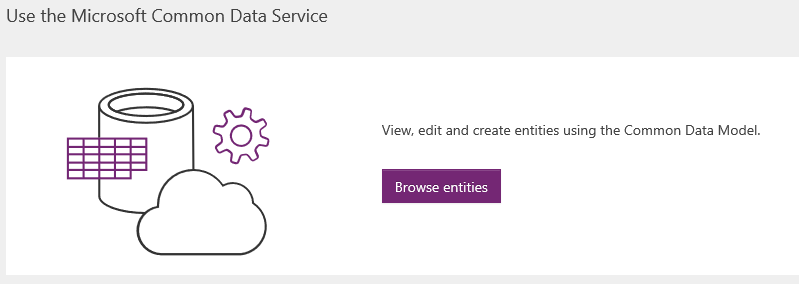 Use the Microsoft Common Data Service
View, edit and create entities using the Common Data Model.
Browse entities